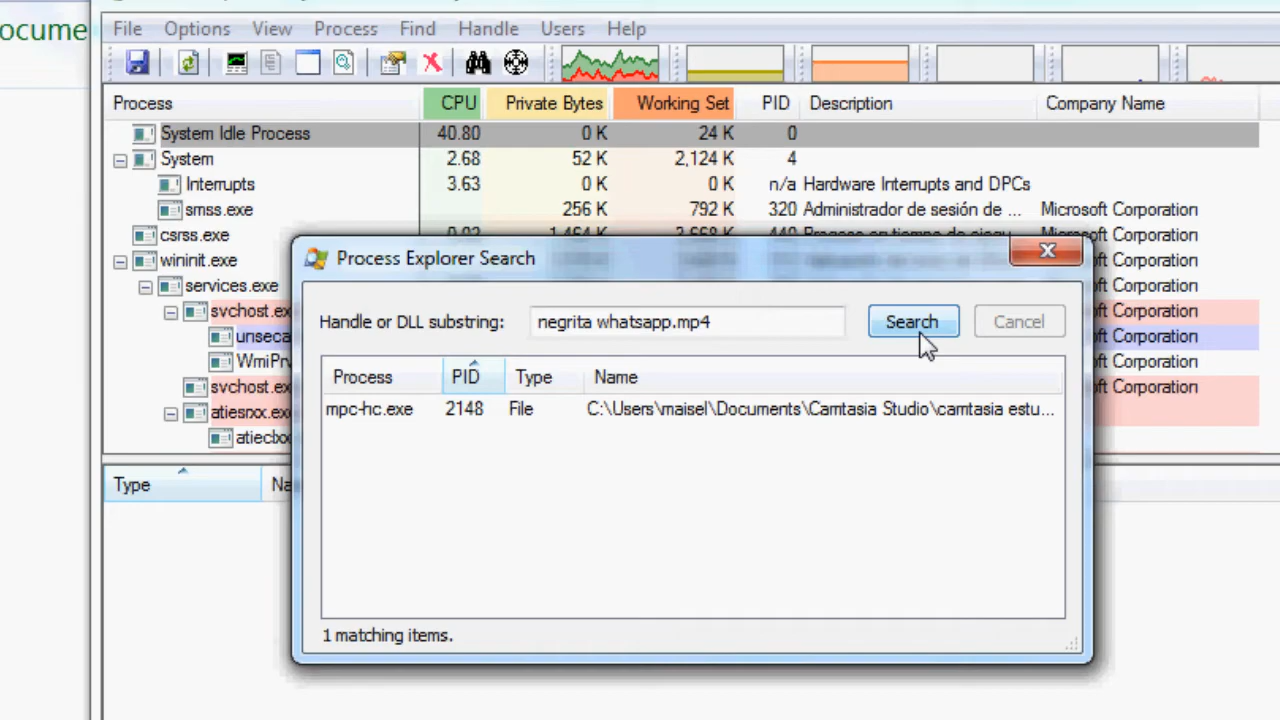 ocume
File Options View Process Find Handle Users Help
Process CPU Private Bytes Working Set PID Description Company Name
System Idle Process 40.80 0 K 24 K 0
System 2.68 52 K 2,124 K 4
Interrupts 3.63 0 K 0 K n/a Hardware Interrupts and DPCs
smss.exe 256 K 792 K 320 Administrador de sesión de ... Microsoft Corporation
csrss.exe 0.02 1,464 K 2,668 K 440 Proceso en tiempo de ft Corporation
wininit.exe ft Corporation
services.exe ft Corporation
svchost.ex ft Corporation
unseca ft Corporation
WmiPrv ft Corporation
svchost.ex ft Corporation
atiesrxx.ex
atiecbxx
Type Na
Process Explorer Search
Handle or DLL substring: negrita whatsapp.mp4 Search Cancel
Process PID Type Name
mpc-hc.exe 2148 File C:\Users\maisel\Documents\Camtasia Studio\camtasia estu...
1 matching items.